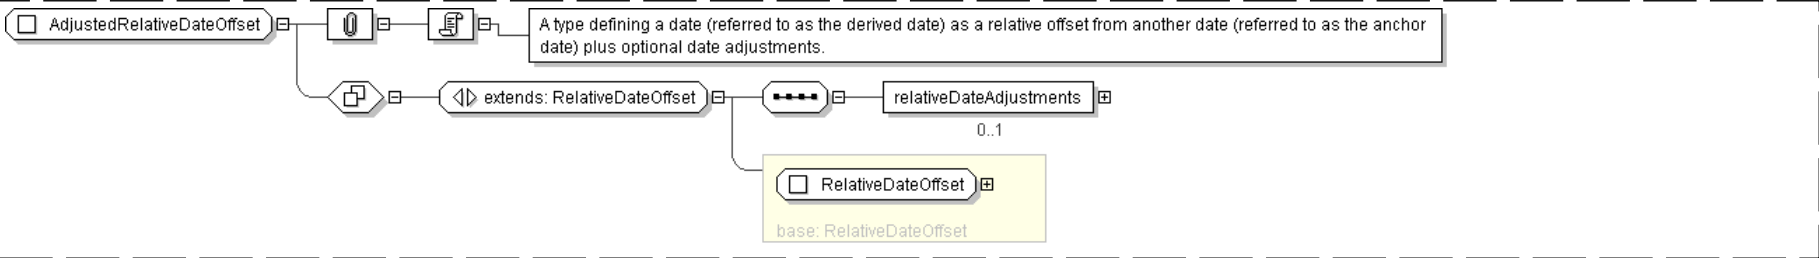 AdjustedRelativeDateOffset
A type defining a date (referred to as the derived date) as a relative offset from another date (referred to as the anchor
date) plus optional date adjustments.
extends: RelativeDateOffset
relativeDateAdjustments
0..1
RelativeDateOffset
base: RelativeDateOffset